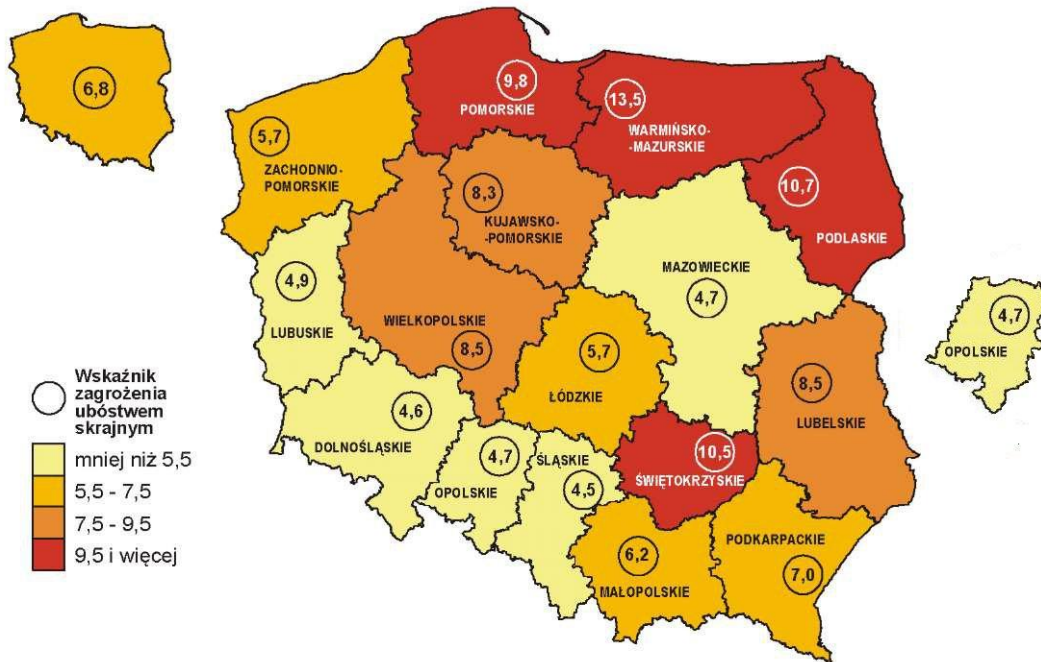 6,8
9,8
POMORSKIE
13,5
WARMIŃSKO-
-MAZURSKIE
5,7
ZACHODNIO-
POMORSKIE
8,3
KUJAWSKO-
-POMORSKIE
10,7
PODLASKIE
4,9
LUBUSKIE
MAZOWIECKIE
4,7
WIELKOPOLSKIE
8,5
5,7
ŁÓDZKIE
8,5
LUBELSKIE
4,7
OPOLSKIE
4,6
DOLNOŚLĄSKIE
4,7
OPOLSKIE
ŚLĄSKIE
4,5
10,5
ŚWIĘTOKRZYSKIE
6,2
MAŁOPOLSKIE
PODKARPACKIE
7,0
Wskaźnik
zagrożenia
ubóstwem
skrajnym
mniej niż 5,5
5,5 - 7,5
7,5 - 9,5
9,5 i więcej